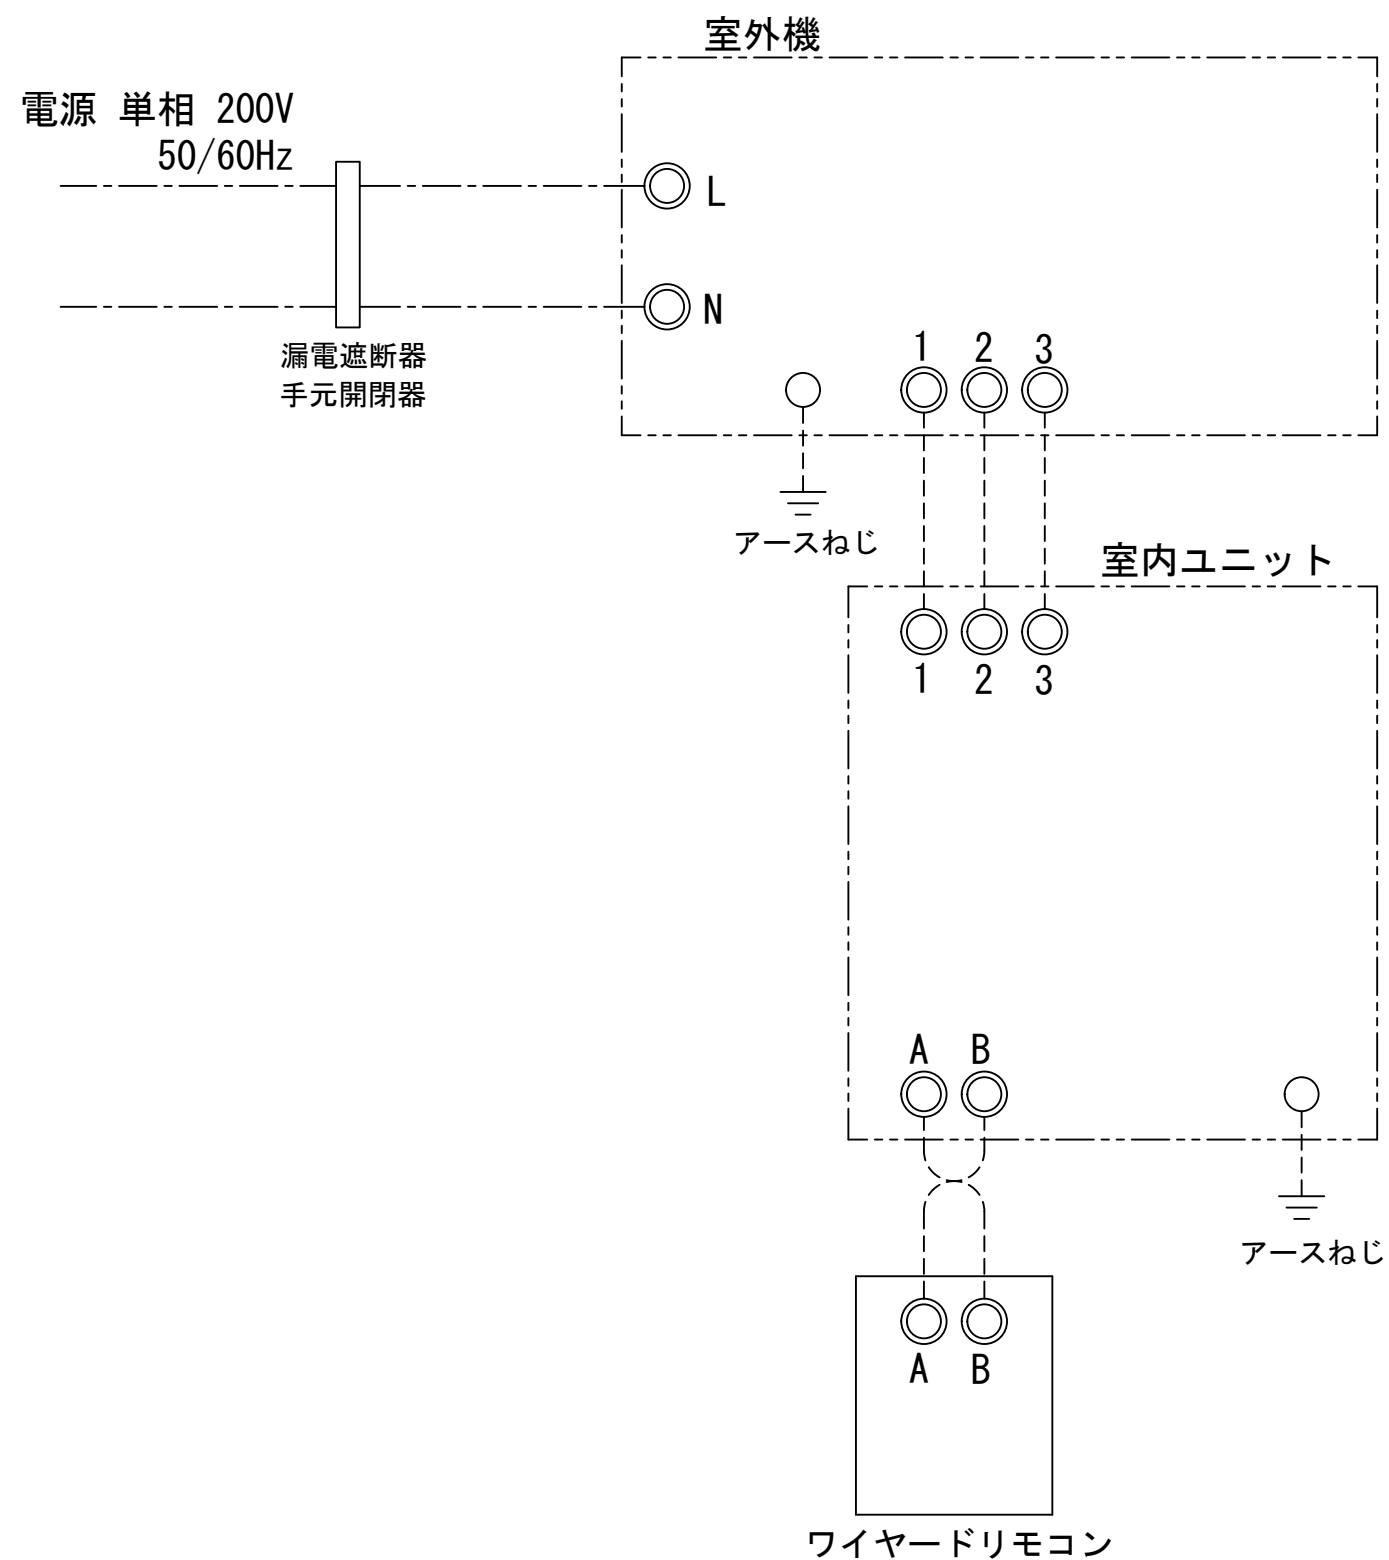 室外機
電源 単相 200V
50/60Hz
L
N
漏電遮断器
手元開閉器
1 2 3
アースねじ
室内ユニット
1 2 3
A B
アースねじ
A B
ワイヤードリモコン